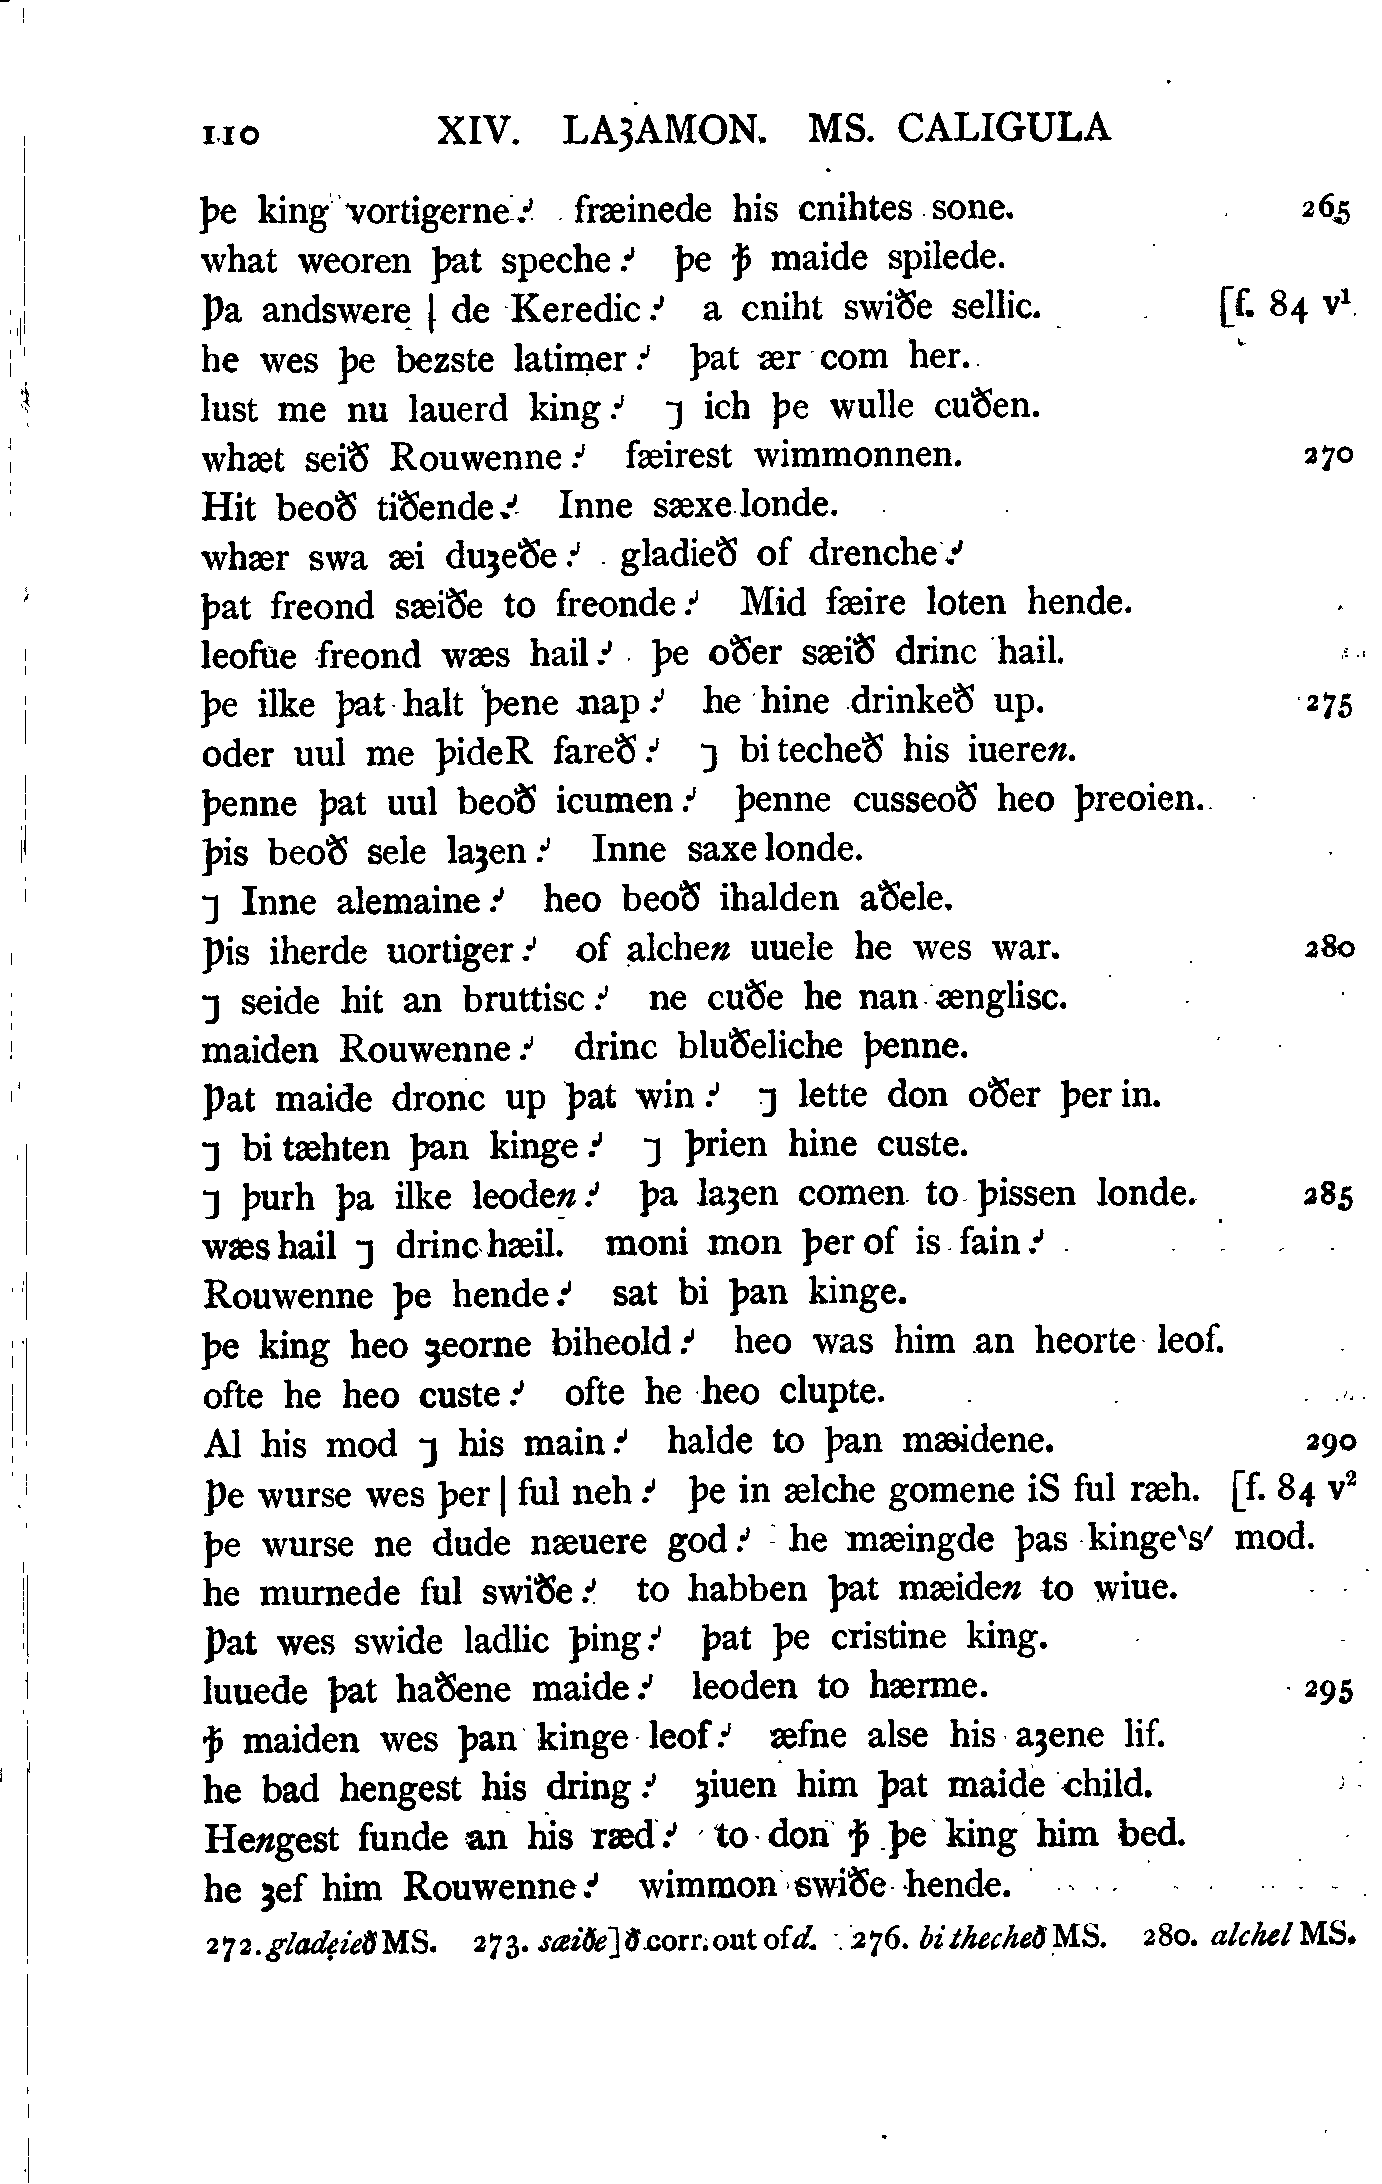 110 XIV. LAȜAMON. MS. CALIGULA
þe king vortigerne⹎ fræinede his cnihtes sone. 265
what weoren þat speche⹎ þe ꝥ maide spilede.
Þa andswere | de Keredic⹎ a cniht swiðe sellic. [f. 84 v¹
he wes þe bezste latimer⹎ þat ær com her.
lust me nu lauerd king⹎ ⁊ ich þe wulle cuðen.
whæt seið Rouwenne⹎ fæirest wimmonnen. 270
Hit beoð tiðende⹎ Inne sæxe londe.
whær swa æi duȝeðe⹎ gladieð of drenche⹎
þat freond sæiðe to freonde⹎ Mid fæire loten hende.
leofue freond wæs hail⹎ þe oðer sæið drinc hail.
þe ilke þat halt þene nap⹎ he hine drinkeð up. 275
oder uul me þideR fareð⹎ ⁊ bi techeð his iueren.
þenne þat uul beoð icumen⹎ þenne cusseoð heo þreoien.
þis beoð sele laȝen⹎ Inne saxe londe.
⁊ Inne alemaine⹎ heo beoð ihalden aðele.
Þis iherde uortiger⹎ of alchen uuele he wes war. 280
⁊ seide hit an bruttisc⹎ ne cuðe he nan ænglisc.
maiden Rouwenne⹎ drinc bluðeliche þenne.
Þat maide dronc up þat win⹎ ⁊ lette don oðer þer in.
⁊ bi tæhten þan kinge⹎ ⁊ þrien hine custe.
⁊ þurh þa ilke leoden⹎ þa laȝen comen to þissen londe. 285
wæs hail ⁊ drinc hæil. moni mon þer of is fain⹎
Rouwenne þe hende⹎ sat bi þan kinge.
þe king heo ȝeorne biheold⹎ heo was him an heorte leof.
ofte he heo custe⹎ ofte he heo clupte.
Al his mod ⁊ his main⹎ halde to þan mæidene. 290
Þe wurse wes þer | ful neh⹎ þe in ælche gomene iS ful ræh. [f. 84 v²
þe wurse ne dude næuere god⹎ he mæingde þas kinge‵s′ mod.
he murnede ful swiðe⹎ to habben þat mæiden to wiue.
Þat wes swide ladlic þing⹎ þat þe cristine king.
luuede þat haðene maide⹎ leoden to hærme. 295
ꝥ maiden wes þan kinge leof⹎ æfne alse his aȝene lif.
he bad hengest his dring⹎ ȝiuen him þat maide child.
Hengest funde an his ræd⹎ to don ꝥ þe king him bed.
he ȝef him Rouwenne⹎ wimmon swiðe hende.
272. gladẹieð MS. 273. sæiðe] ð corr. out of d. 276. bi thecheð MS. 280. alchel MS.